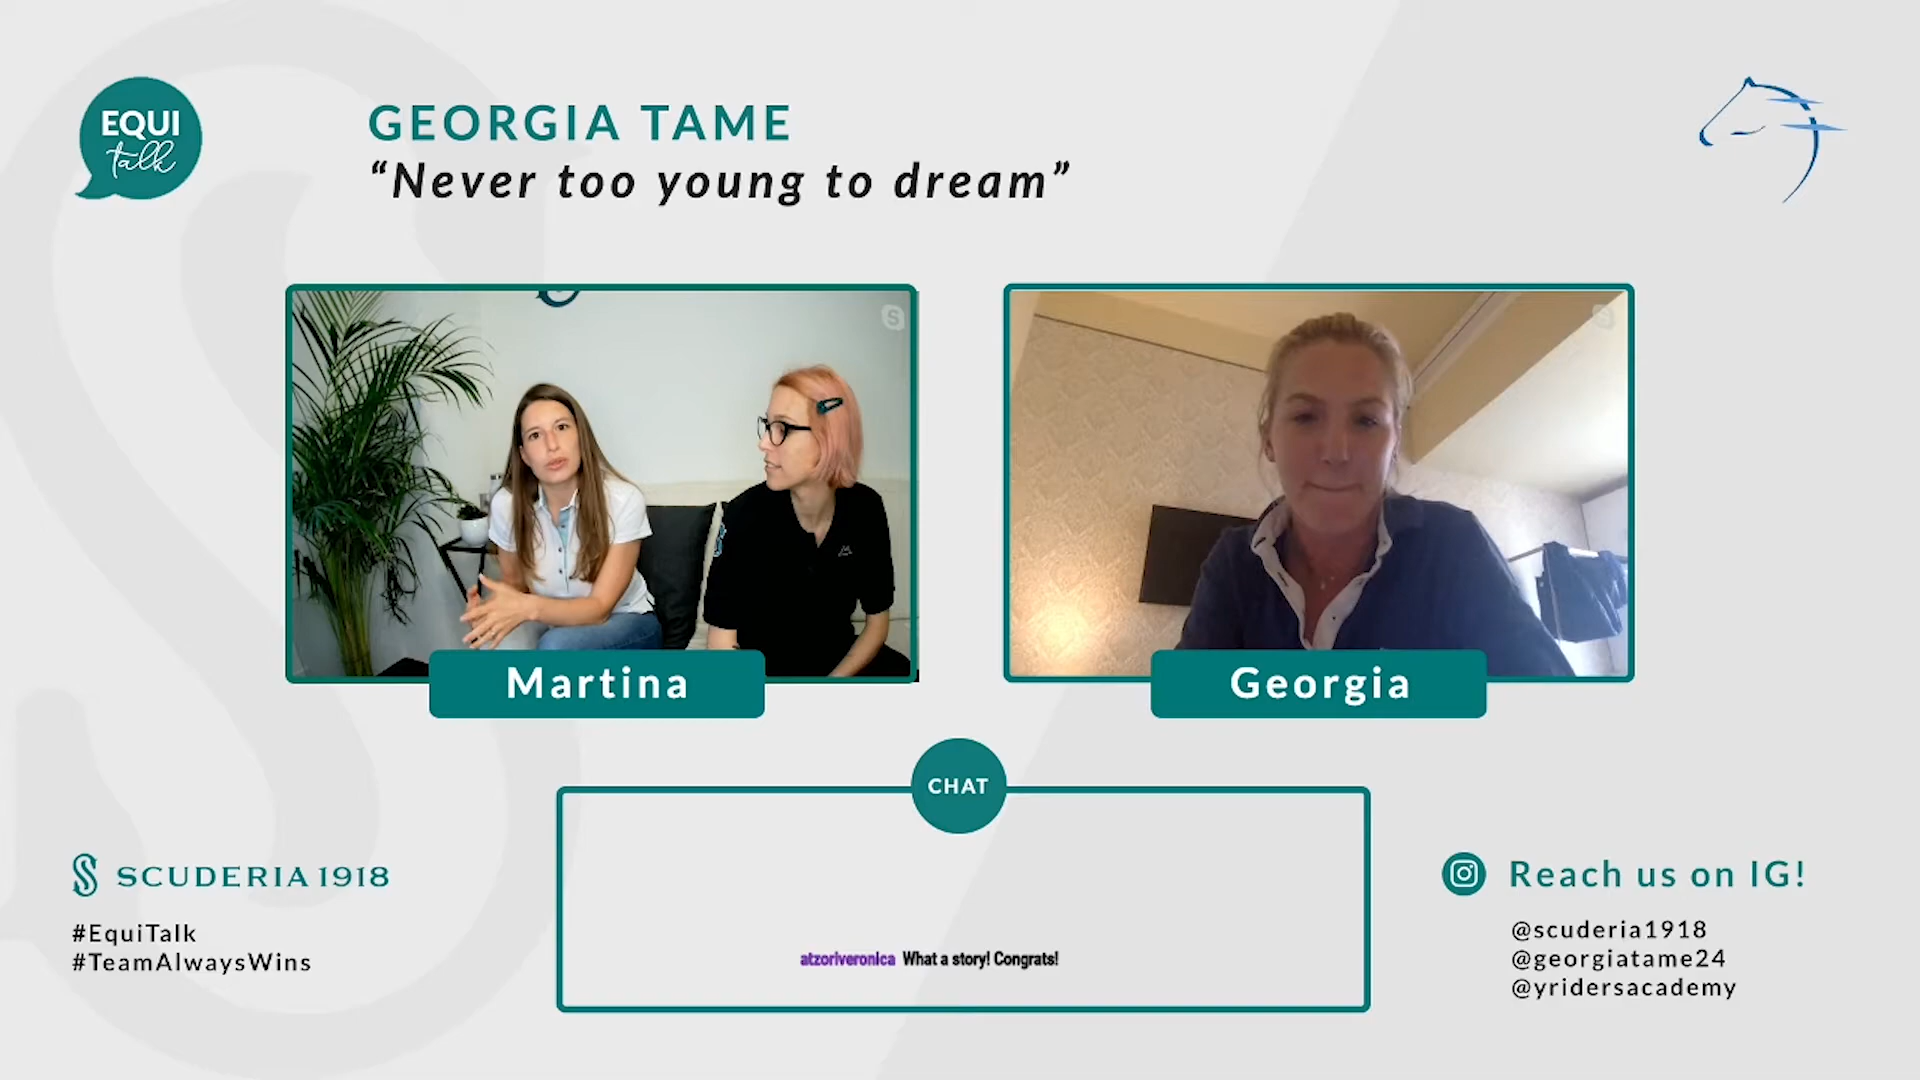 EQUI
talk
GEORGIA TAME
“Never too young to dream”
Martina
Georgia
CHAT
atzoriveronica What a story! Congrats!
SCUDERIA 1918
#EquiTalk
#TeamAlwaysWins
Reach us on IG!
@scuderia1918
@georgiatame24
@yridersacademy